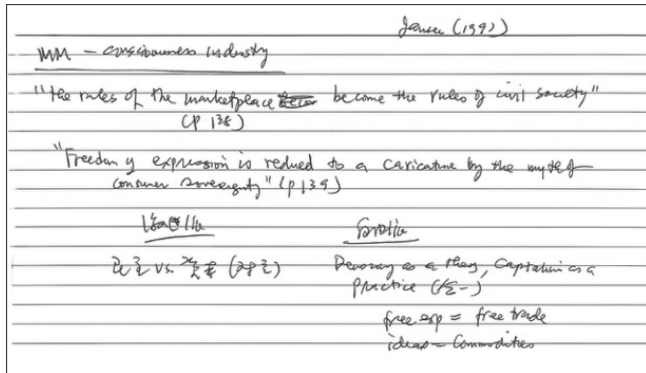 Jansen (1992)
MM – consciousness industry
"the rules of the marketplace become the rules of civil society"
(p 138)
"Freedom of expression is reduced to a caricature by the myth of
consumer sovereignty" (p 139)
vs.
Democracy as a theory, Capitalism as a
practice
free exp = free trade
ideas = Commodities